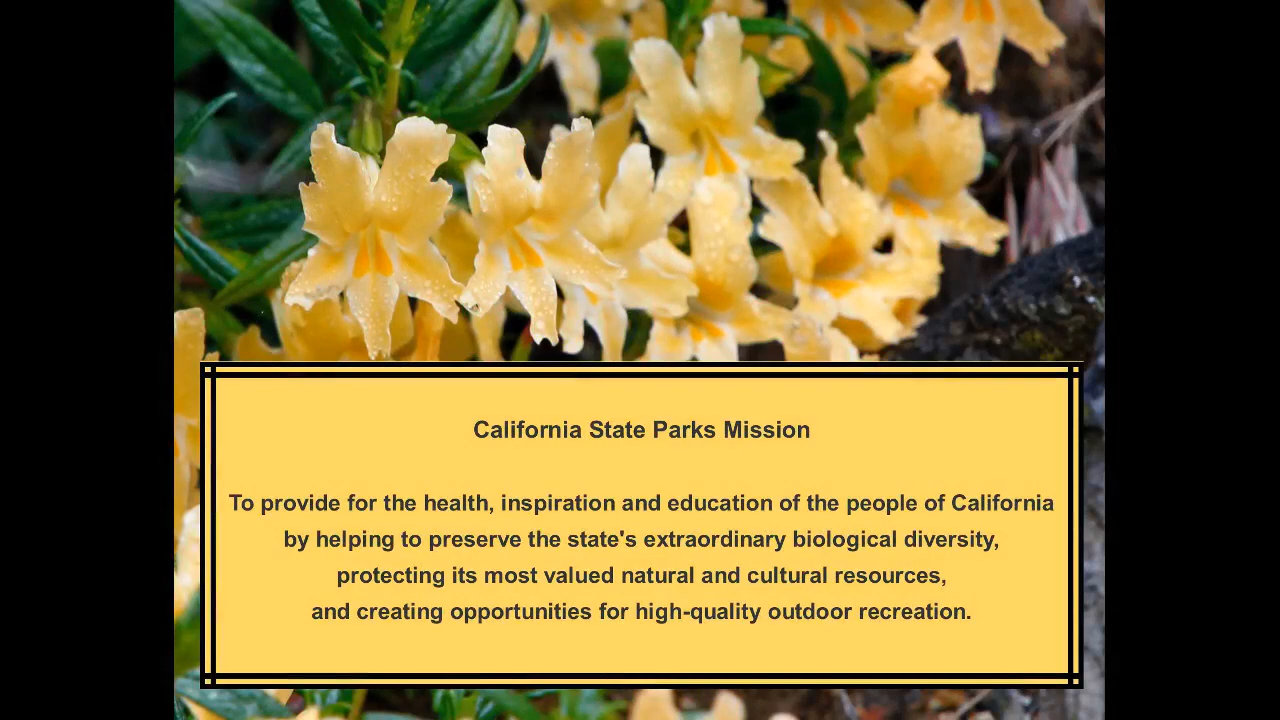 California State Parks Mission
To provide for the health, inspiration and education of the people of California
by helping to preserve the state's extraordinary biological diversity,
protecting its most valued natural and cultural resources,
and creating opportunities for high-quality outdoor recreation.